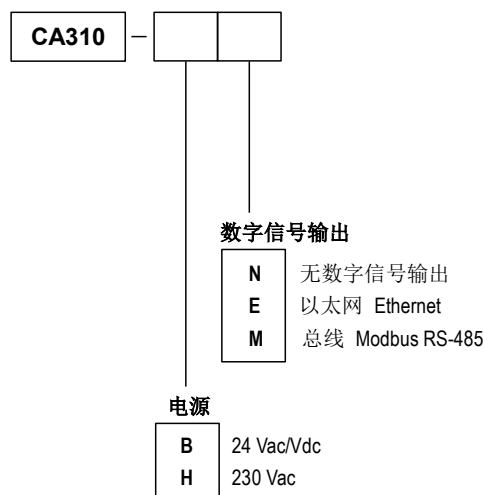 CA310 –
数字信号输出
N 无数字信号输出
E 以太网 Ethernet
M 总线 Modbus RS-485
电源
B 24 Vac/Vdc
H 230 Vac